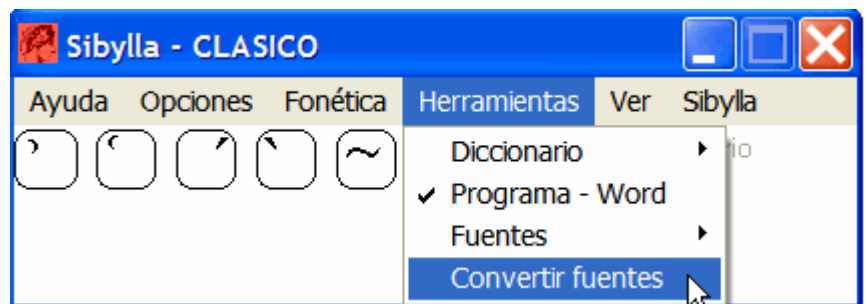 Sibylla - CLASICO
Ayuda Opciones Fonética Herramientas Ver Sibylla
Diccionario
Programa - Word
Fuentes
Convertir fuentes